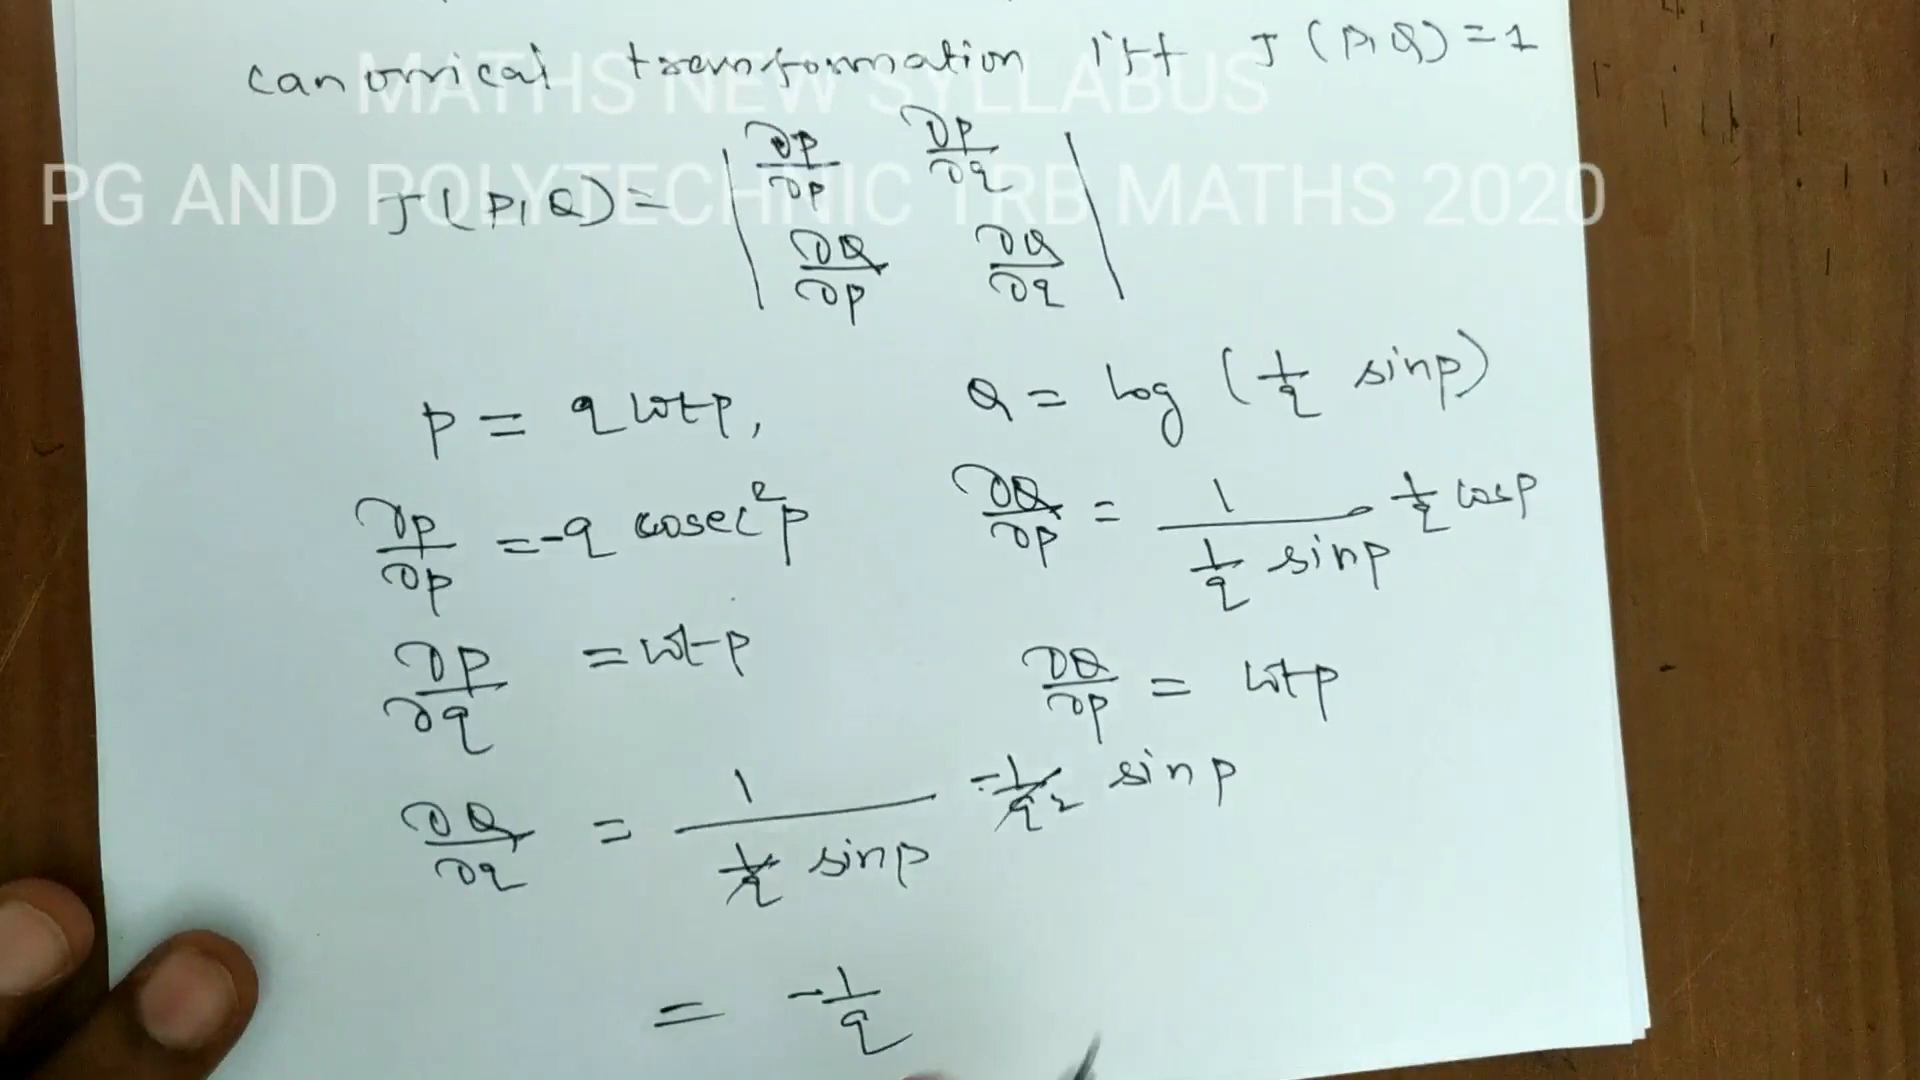 canonical transformation iff J(P,Q)=1
MATHS NEW SYLLABUS
PG AND POLYTECHNIC TRB MATHS 2020
J(P,Q) = | ∂P/∂p ∂P/∂q |
| ∂Q/∂p ∂Q/∂q |
P = q cot p, Q = log (1/q sin p)
∂P/∂p = -q cosec²p ∂Q/∂p = 1/(1/q sin p) · 1/q cos p
∂P/∂q = cot p ∂Q/∂p = cot p
∂Q/∂q = 1/(1/q sin p) · -1/q² sin p
= -1/q